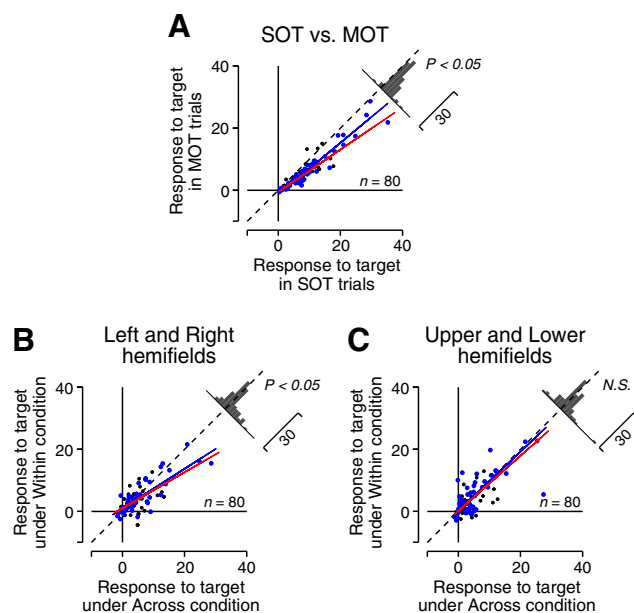 A
SOT vs. MOT
Response to target
in MOT trials
40
20
0
P < 0.05
30
n = 80
0
20
40
Response to target
in SOT trials
B
Left and Right
hemifields
Response to target
under Within condition
40
20
0
P < 0.05
30
n = 80
0
20
40
Response to target
under Across condition
C
Upper and Lower
hemifields
Response to target
under Within condition
40
20
0
N.S.
30
n = 80
0
20
40
Response to target
under Across condition